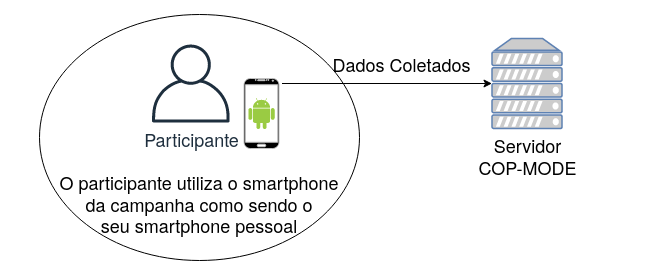 Dados Coletados
Participante
Servidor
COP-MODE
O participante utiliza o smartphone
da campanha como sendo o
seu smartphone pessoal